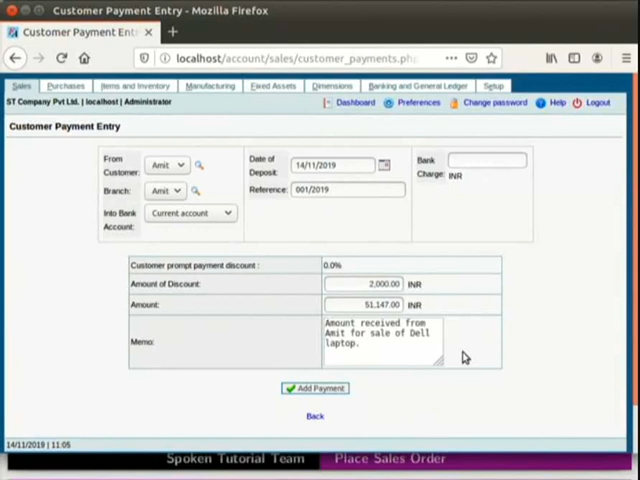 Customer Payment Entry - Mozilla Firefox
Customer Payment Ent
localhost/account/sales/customer_payments.php
Sales Purchases Items and Inventory Manufacturing Fixed Assets Dimensions Banking and General Ledger Setup
ST Company Pvt Ltd. | localhost | Administrator Dashboard Preferences Change password Help Logout
Customer Payment Entry
From Customer: Amit
Branch: Amit
Into Bank Account: Current account
Date of Deposit: 14/11/2019
Reference: 001/2019
Bank Charge: INR
Customer prompt payment discount : 0.0%
Amount of Discount: 2,000.00 INR
Amount: 51,147.00 INR
Memo: Amount received from
Amit for sale of Dell
laptop.
Add Payment
Back
14/11/2019 | 11:05
Spoken Tutorial Team Place Sales Order